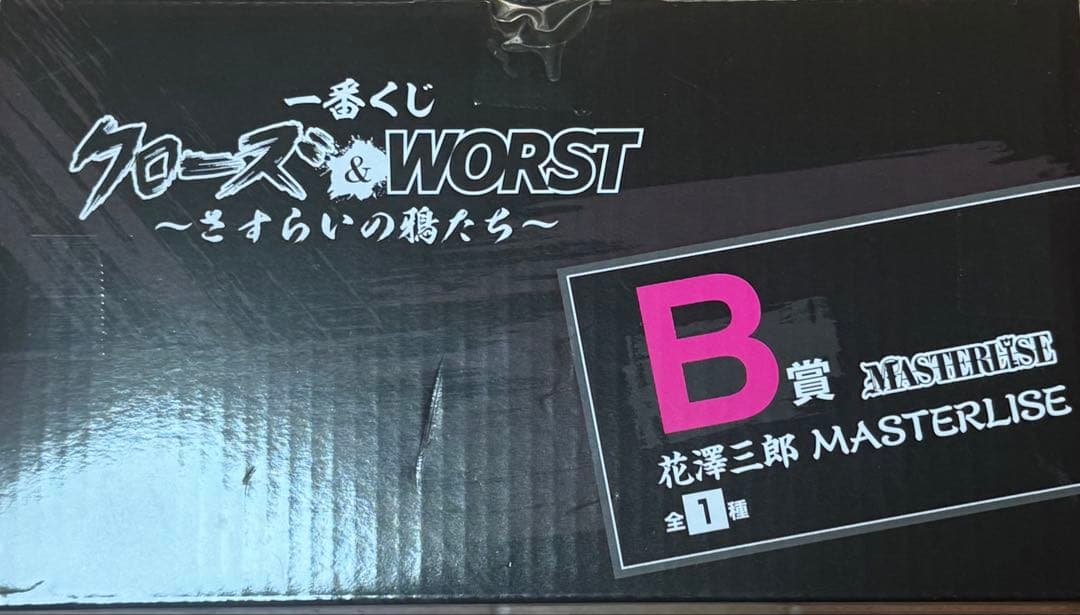 一番くじ
クローズ&WORST
～さすらいの鴉たち～
B賞 MASTERLISE
花澤三郎 MASTERLISE
全1種